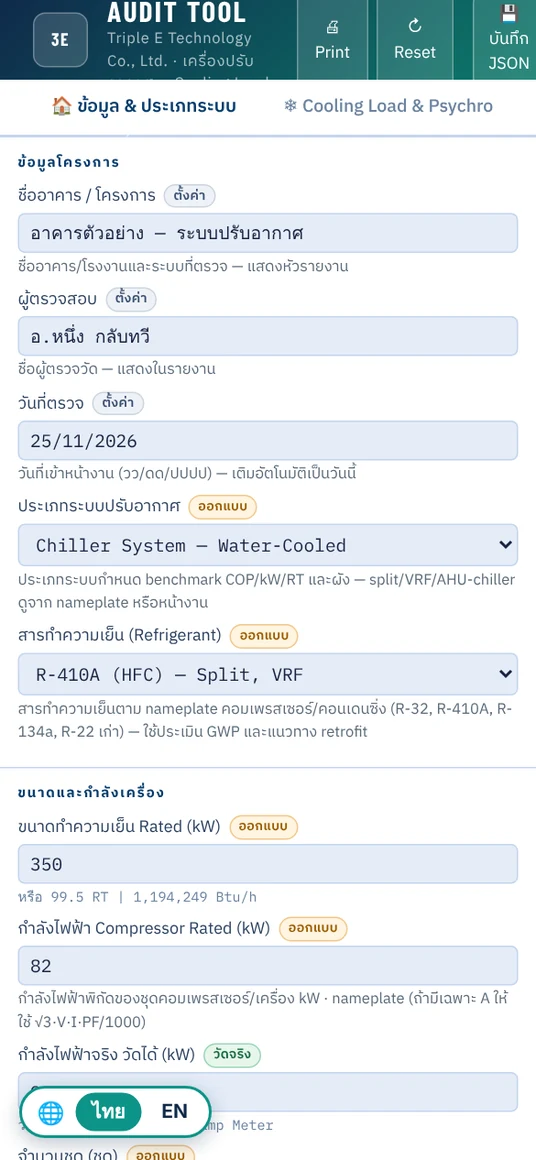 3E
AUDIT TOOL
Triple E Technology
Co., Ltd. · เครื่องปรับ
🖨 Print
↻ Reset
💾 บันทึก
JSON
🏠 ข้อมูล & ประเภทระบบ
❄ Cooling Load & Psychro
ข้อมูลโครงการ
ชื่ออาคาร / โครงการ ตั้งค่า
อาคารตัวอย่าง — ระบบปรับอากาศ
ชื่ออาคาร/โรงงานและระบบที่ตรวจ — แสดงหัวรายงาน
ผู้ตรวจสอบ ตั้งค่า
อ.หนึ่ง กลับทวี
ชื่อผู้ตรวจวัด — แสดงในรายงาน
วันที่ตรวจ ตั้งค่า
25/11/2026
วันที่เข้าหน้างาน (วว/ดด/ปปปป) — เติมอัตโนมัติเป็นวันนี้
ประเภทระบบปรับอากาศ ออกแบบ
Chiller System — Water-Cooled
ประเภทระบบกำหนด benchmark COP/kW/RT และผัง — split/VRF/AHU-chiller
ดูจาก nameplate หรือหน้างาน
สารทำความเย็น (Refrigerant) ออกแบบ
R-410A (HFC) — Split, VRF
สารทำความเย็นตาม nameplate คอมเพรสเซอร์/คอนเดนซิ่ง (R-32, R-410A, R-
134a, R-22 เก่า) — ใช้ประเมิน GWP และแนวทาง retrofit
ขนาดและกำลังเครื่อง
ขนาดทำความเย็น Rated (kW) ออกแบบ
350
หรือ 99.5 RT | 1,194,249 Btu/h
กำลังไฟฟ้า Compressor Rated (kW) ออกแบบ
82
กำลังไฟฟ้าพิกัดของชุดคอมเพรสเซอร์/เครื่อง kW · nameplate (ถ้ามีเฉพาะ A ให้
ใช้ √3·V·I·PF/1000)
กำลังไฟฟ้าจริง วัดได้ (kW) วัดจริง
🌐 ไทย EN
mp Meter
จำนวนชุด (ชุด) ออกแบบ